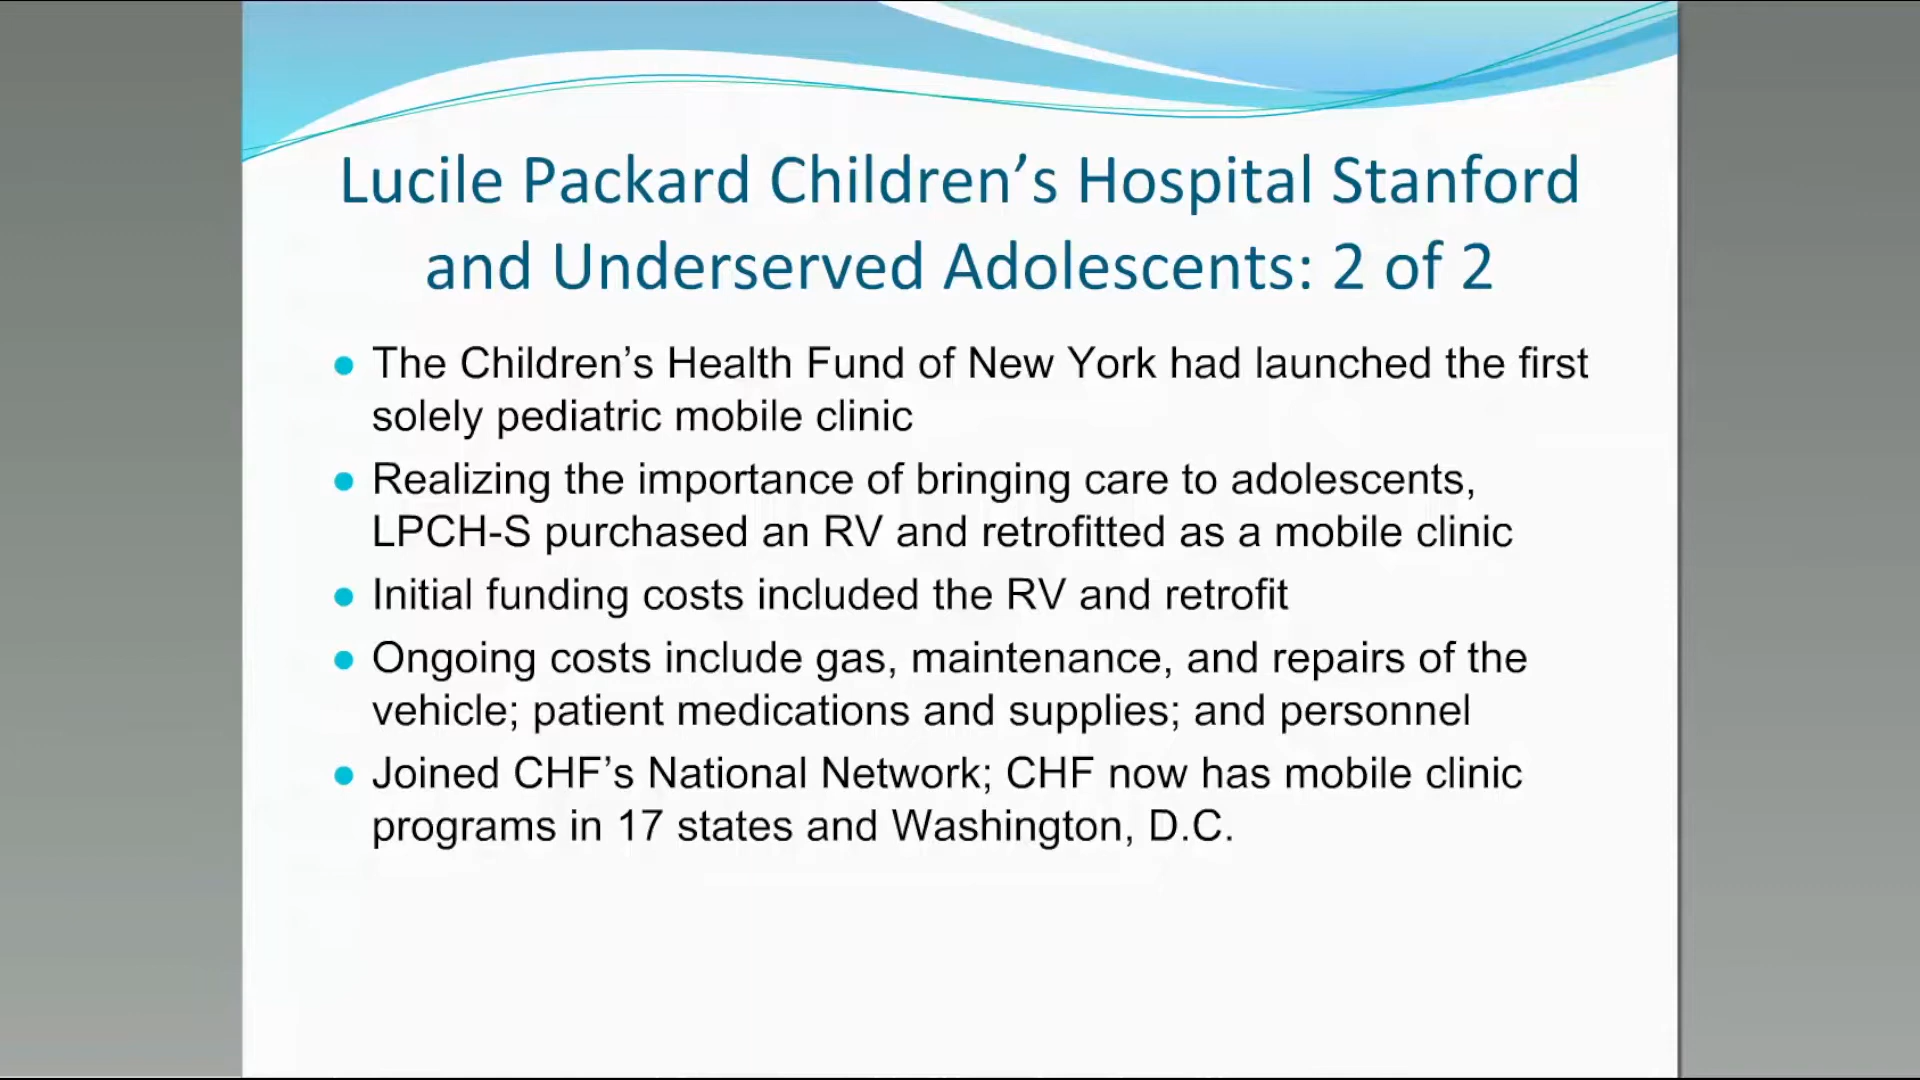 Lucile Packard Children’s Hospital Stanford
and Underserved Adolescents: 2 of 2
● The Children’s Health Fund of New York had launched the first
solely pediatric mobile clinic
● Realizing the importance of bringing care to adolescents,
LPCH-S purchased an RV and retrofitted as a mobile clinic
● Initial funding costs included the RV and retrofit
● Ongoing costs include gas, maintenance, and repairs of the
vehicle; patient medications and supplies; and personnel
● Joined CHF’s National Network; CHF now has mobile clinic
programs in 17 states and Washington, D.C.